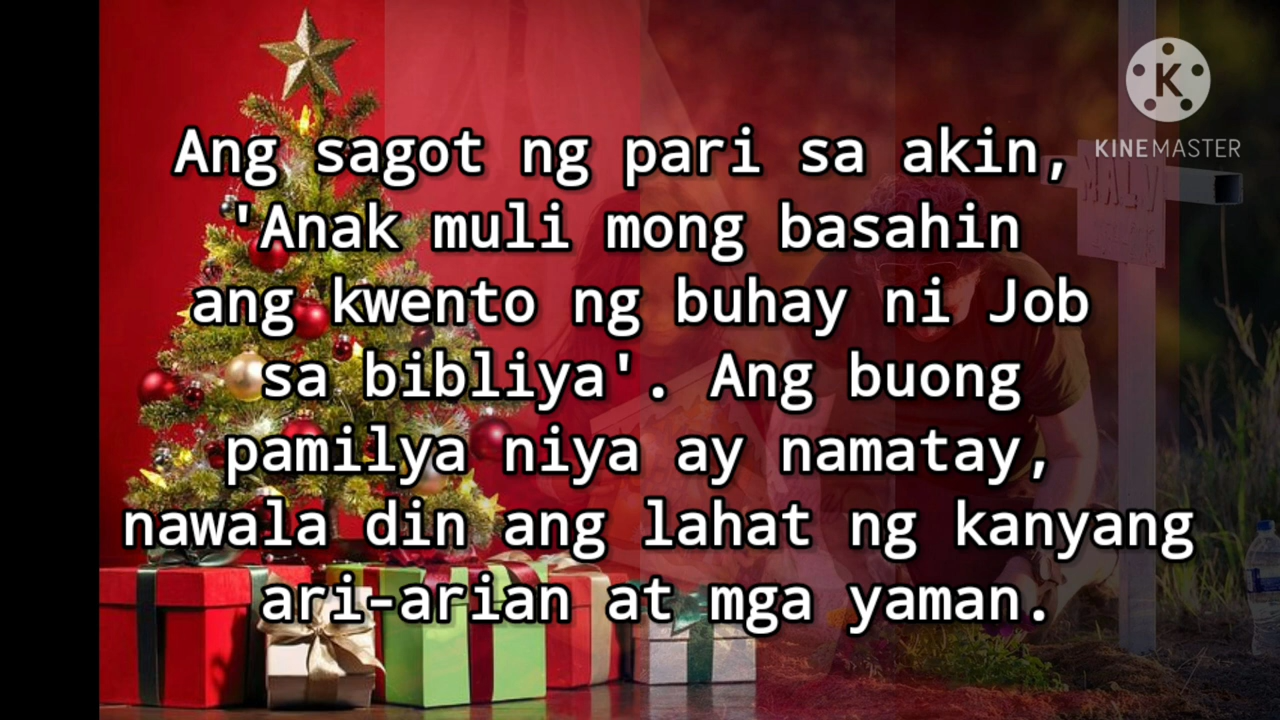 KINEMASTER
Ang sagot ng pari sa akin,
'Anak muli mong basahin
ang kwento ng buhay ni Job
sa bibliya'. Ang buong
pamilya niya ay namatay,
nawala din ang lahat ng kanyang
ari-arian at mga yaman.